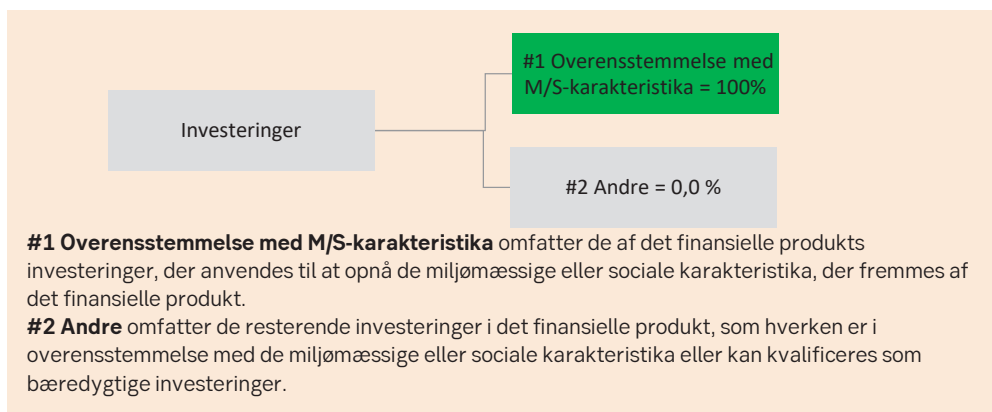 #1 Overensstemmelse med
M/S-karakteristika = 100%
Investeringer
#2 Andre = 0,0 %
#1 Overensstemmelse med M/S-karakteristika omfatter de af det finansielle produkts
investeringer, der anvendes til at opnå de miljømæssige eller sociale karakteristika, der fremmes af
det finansielle produkt.
#2 Andre omfatter de resterende investeringer i det finansielle produkt, som hverken er i
overensstemmelse med de miljømæssige eller sociale karakteristika eller kan kvalificeres som
bæredygtige investeringer.